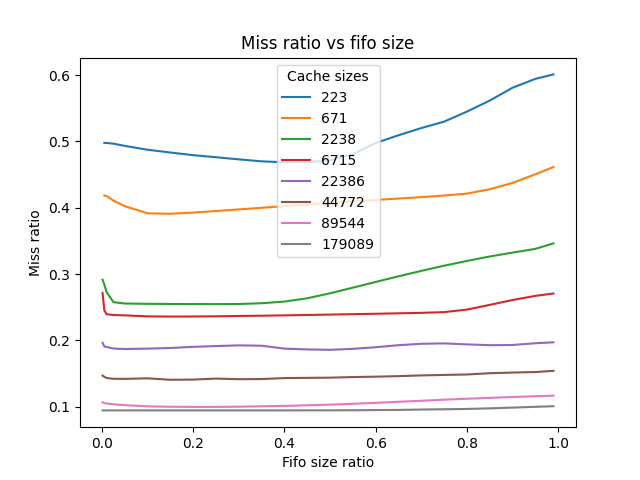 Miss ratio vs fifo size
Cache sizes
223
671
2238
6715
22386
44772
89544
179089
Miss ratio
0.6
0.5
0.4
0.3
0.2
0.1
0.0 0.2 0.4 0.6 0.8 1.0
Fifo size ratio